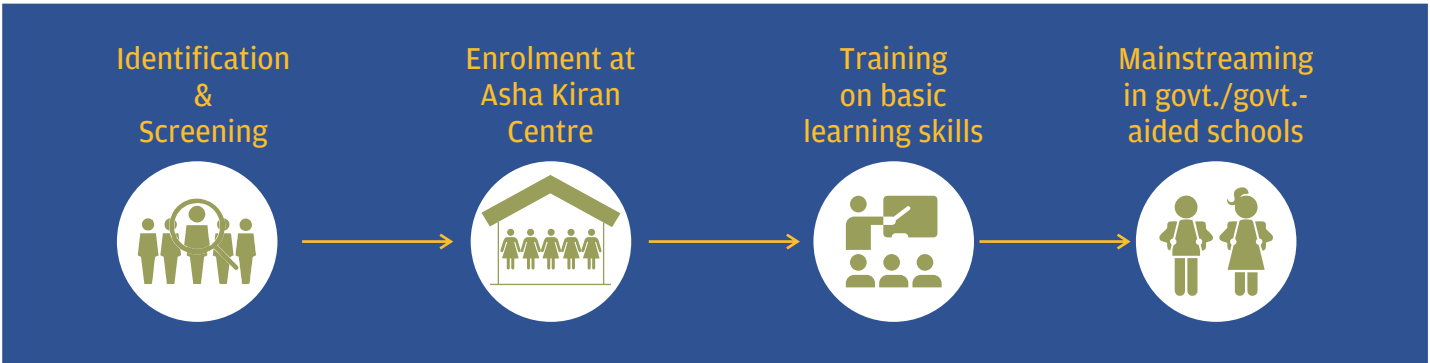 Identification
&
Screening
Enrolment at
Asha Kiran
Centre
Training
on basic
learning skills
Mainstreaming
in govt./govt.-
aided schools